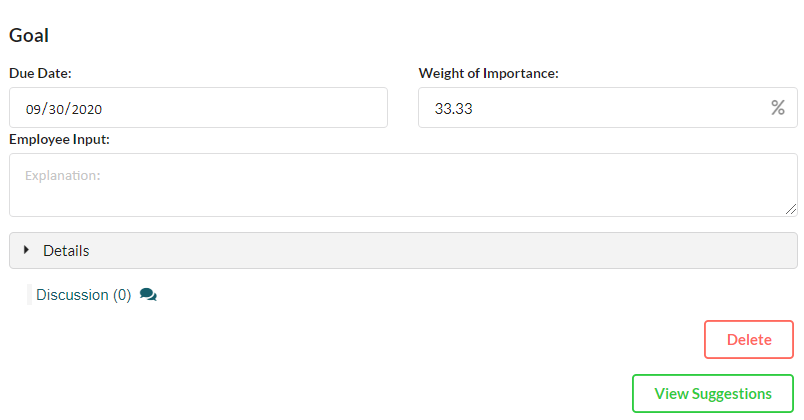 Goal
Due Date: Weight of Importance:
09/30/2020 33.33 %
Employee Input:
Explanation:
Details
Discussion (0)
Delete
View Suggestions